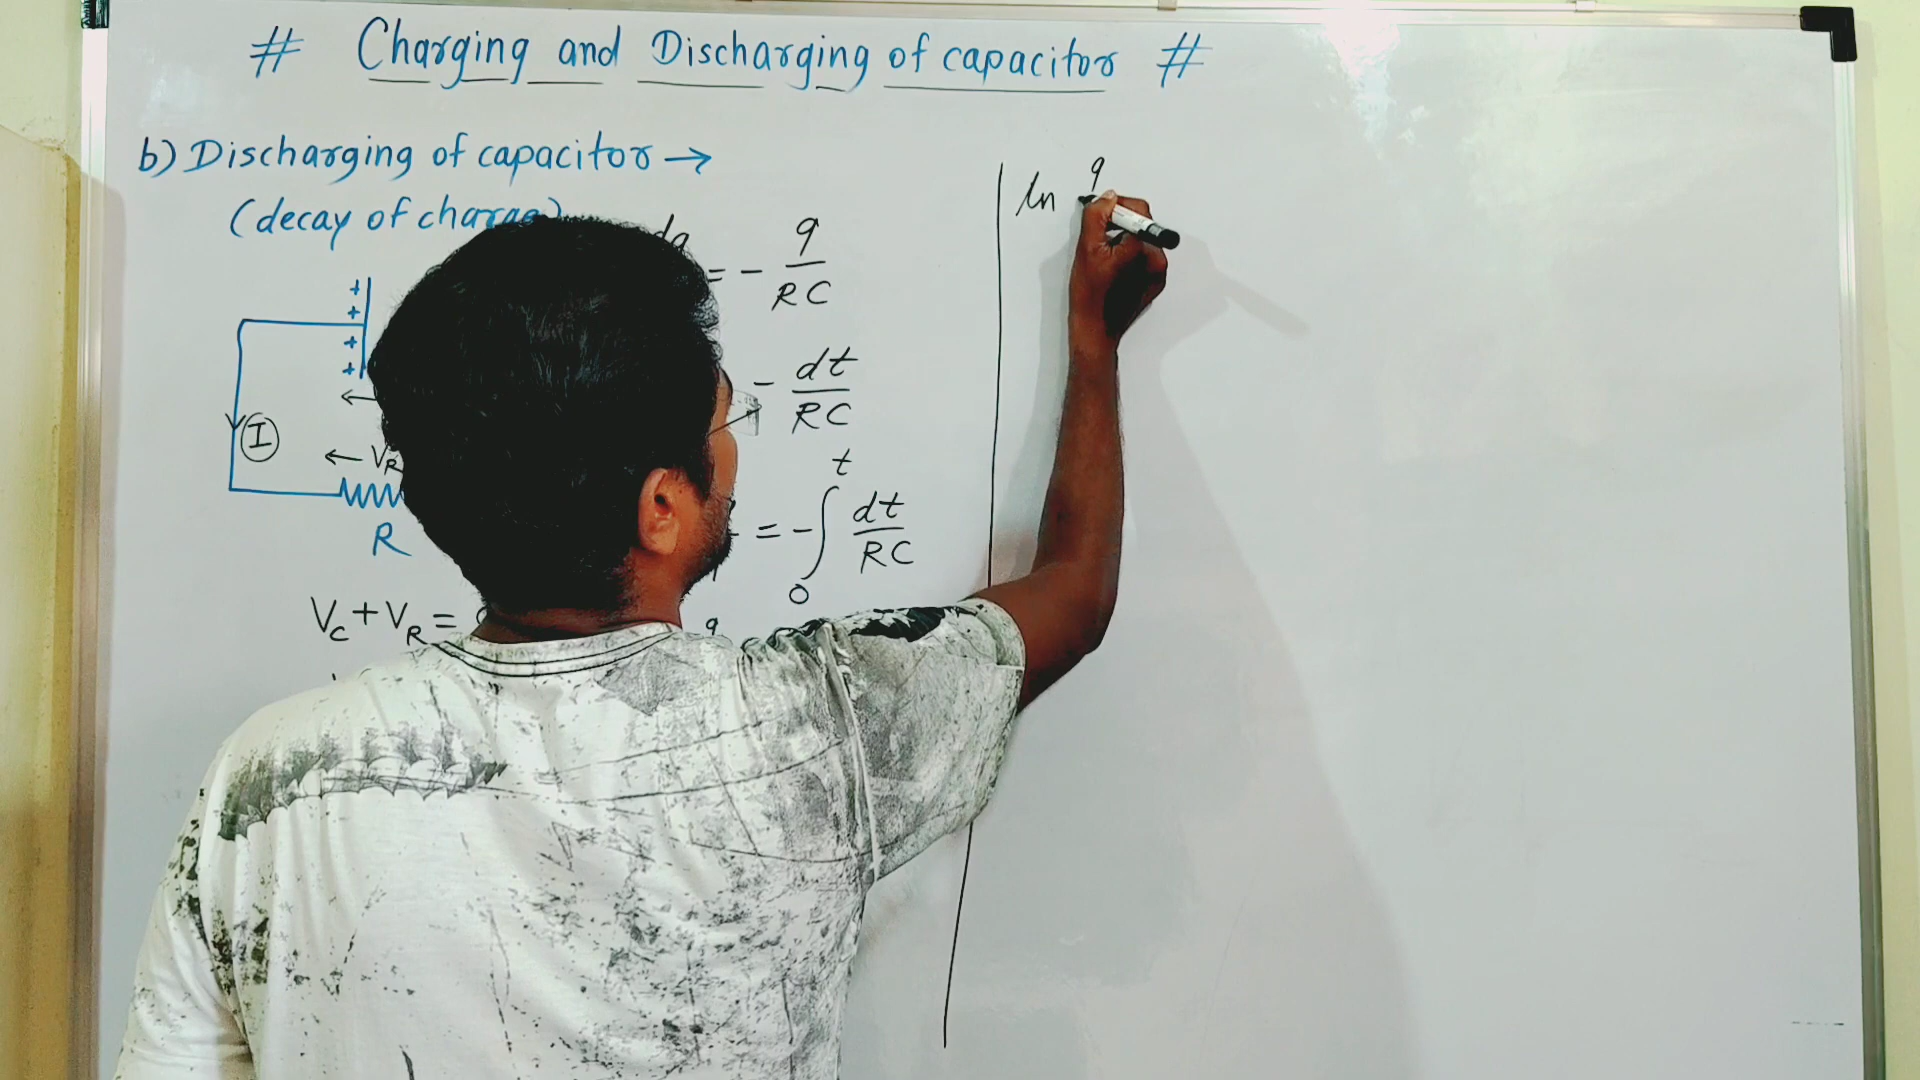 # Charging and Discharging of capacitor #
b) Discharging of capacitor →
(decay of charge)
dq = - q / RC
+
+
+
+
←
I
← VR
R
VC + VR =
- dt / RC
= - ∫ 0 t dt / RC
q
ln q